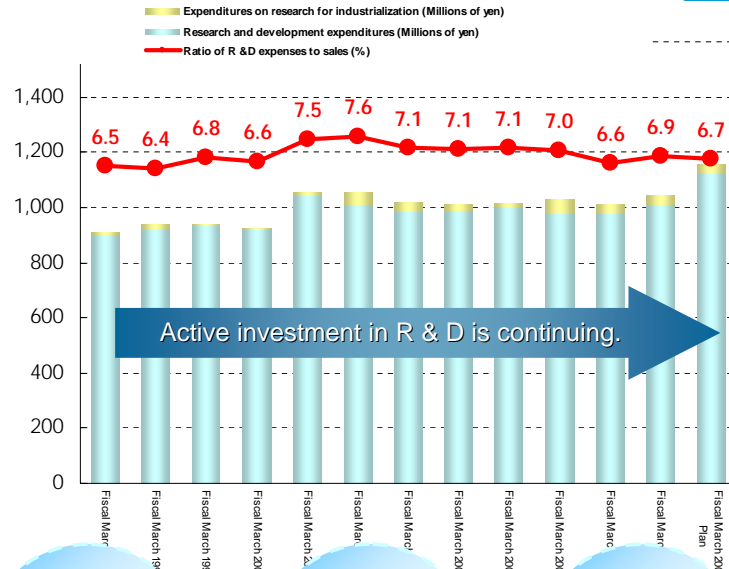 Expenditures on research for industrialization (Millions of yen)
Research and development expenditures (Millions of yen)
Ratio of R &D expenses to sales (%)
1,400
1,200
1,000
800
600
400
200
0
6.5 6.4 6.8 6.6 7.5 7.6 7.1 7.1 7.1 7.0 6.6 6.9 6.7
Active investment in R & D is continuing.
Fiscal
Fiscal March
Fiscal March
Fiscal March
Fiscal March
Fiscal
Fiscal
Fiscal March
Fiscal March
Fiscal March
Fiscal
Fiscal March
Fiscal March
Plan